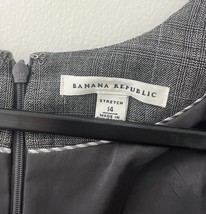 BANANA REPUBLIC
STRETCH
14
MADE IN